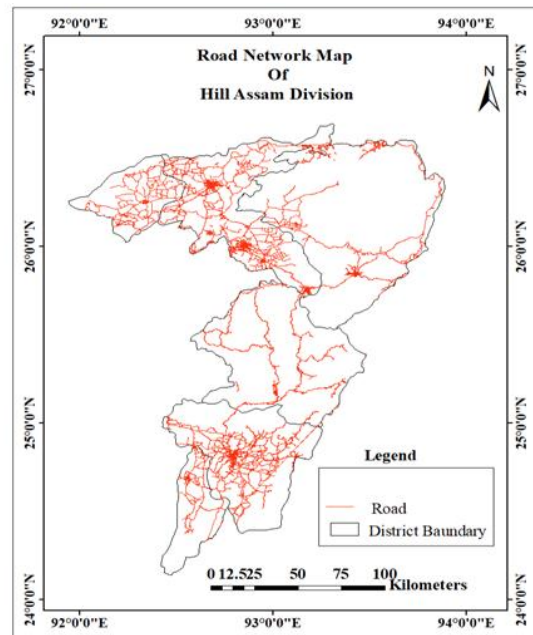 92°0'0"E 93°0'0"E 94°0'0"E
Road Network Map
Of
Hill Assam Division
N
27°0'0"N 27°0'0"N
26°0'0"N 26°0'0"N
25°0'0"N 25°0'0"N
Legend
Road
District Baundary
0 12.525 50 75 100
Kilometers
24°0'0"N 24°0'0"N
92°0'0"E 93°0'0"E 94°0'0"E